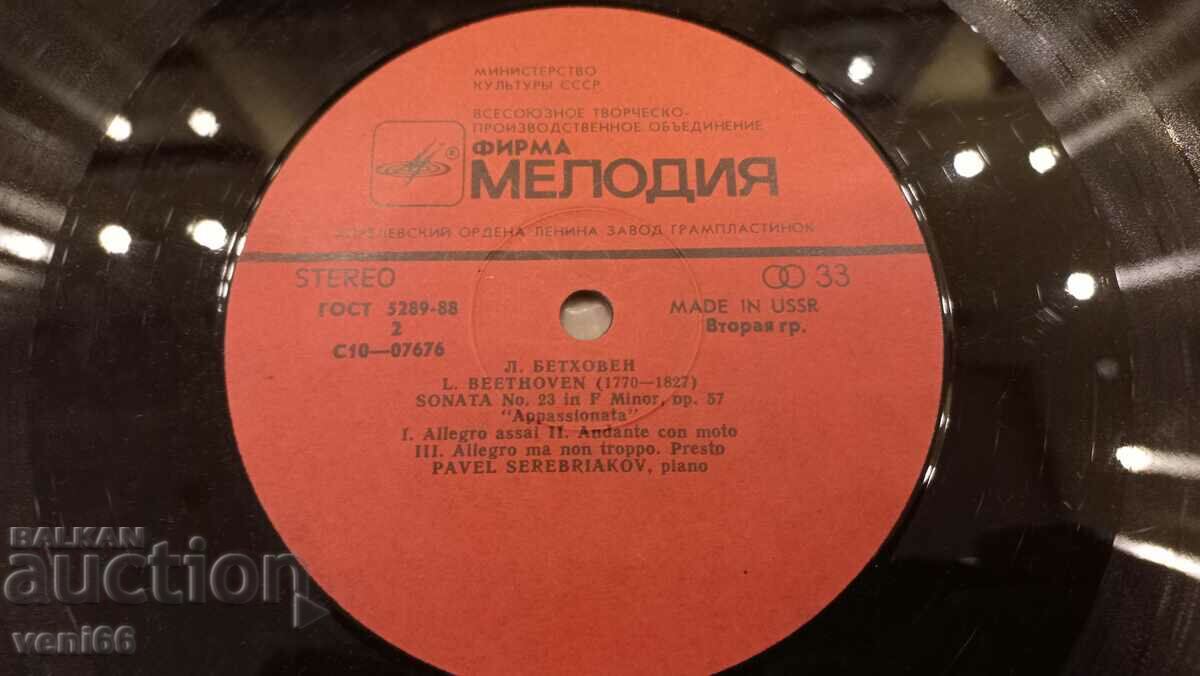 МИНИСТЕРСТВО
КУЛЬТУРЫ СССР
ВСЕСОЮЗНОЕ ТВОРЧЕСКО-
ПРОИЗВОДСТВЕННОЕ ОБЪЕДИНЕНИЕ
ФИРМА
®
МЕЛОДИЯ
АПРЕЛЕВСКИЙ ОРДЕНА ЛЕНИНА ЗАВОД ГРАМПЛАСТИНОК
STEREO
33
ГОСТ 5289-88
MADE IN USSR
2
Вторая гр.
С10—07676
Л. БЕТХОВЕН
L. BEETHOVEN (1770—1827)
SONATA No. 23 in F Minor, op. 57
"Appassionata"
I. Allegro assai II. Andante con moto
III. Allegro ma non troppo. Presto
PAVEL SEREBRIAKOV, piano
BALKAN
auction
veni66